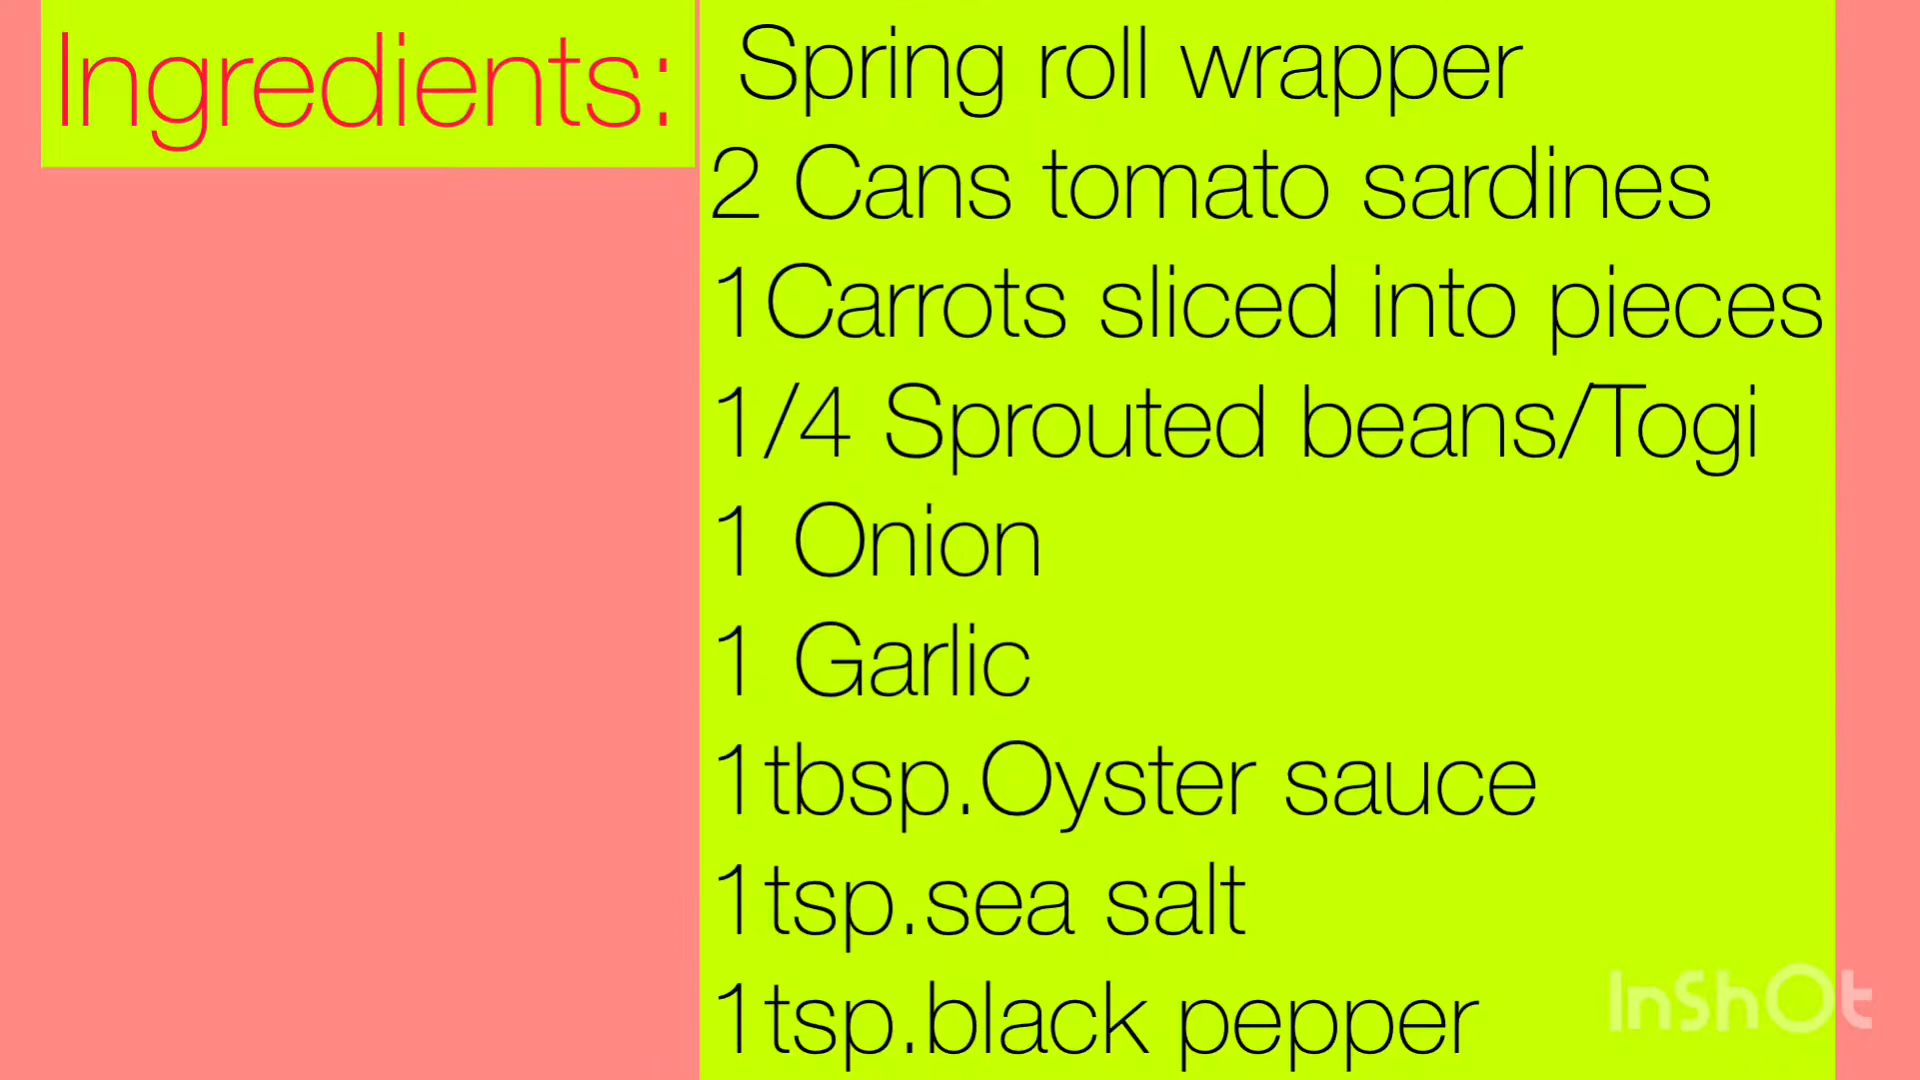 Ingredients:
Spring roll wrapper
2 Cans tomato sardines
1Carrots sliced into pieces
1/4 Sprouted beans/Togi
1 Onion
1 Garlic
1tbsp.Oyster sauce
1tsp.sea salt
1tsp.black pepper
InShOt